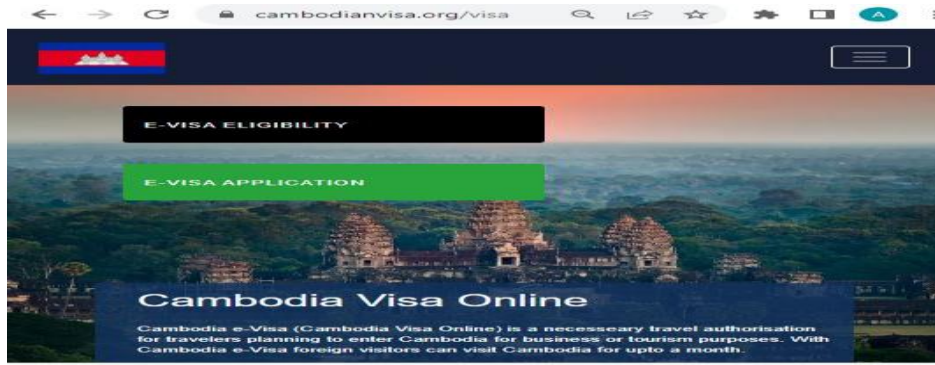 cambodianvisa.org/visa
A
E-VISA ELIGIBILITY
E-VISA APPLICATION
Cambodia Visa Online
Cambodia e-Visa (Cambodia Visa Online) is a necesseary travel authorisation
for travelers planning to enter Cambodia for business or tourism purposes. With
Cambodia e-Visa foreign visitors can visit Cambodia for upto a month.